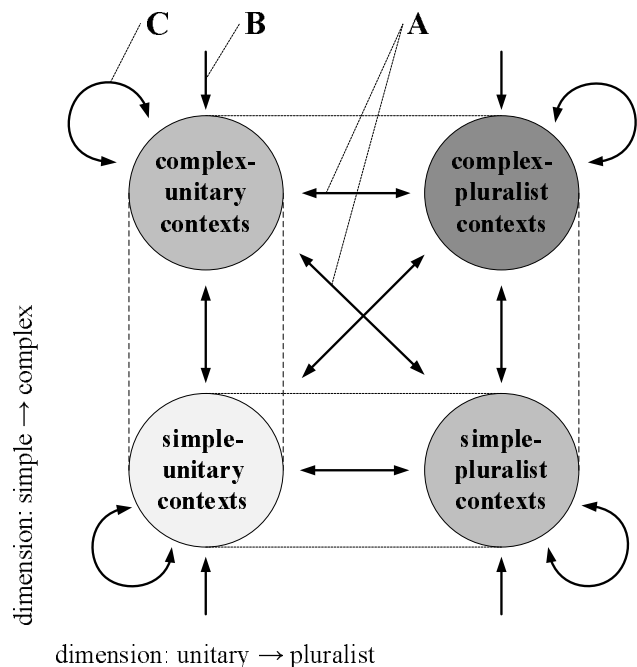 C
B
A
complex-
unitary
contexts
complex-
pluralist
contexts
simple-
unitary
contexts
simple-
pluralist
contexts
dimension: simple → complex
dimension: unitary → pluralist